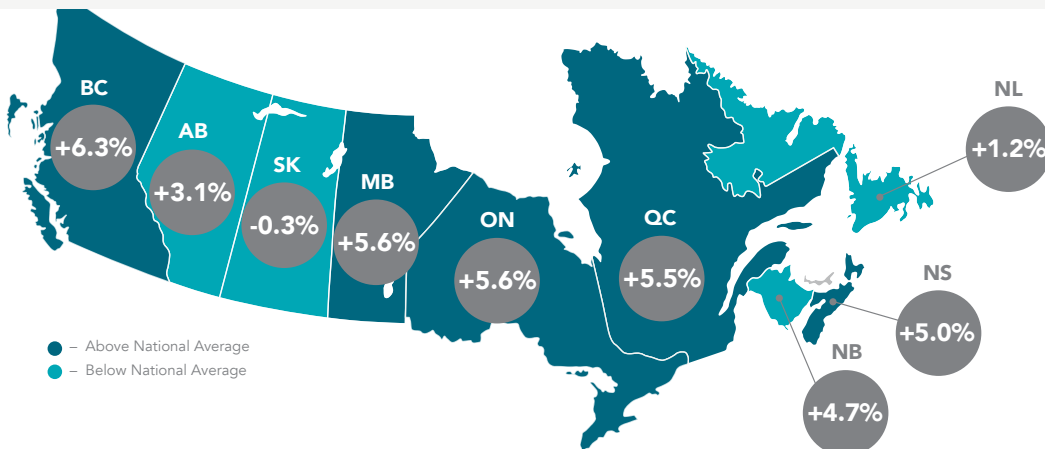 BC
+6.3%
AB
+3.1%
SK
-0.3%
MB
+5.6%
ON
+5.6%
QC
+5.5%
NL
+1.2%
NS
+5.0%
NB
+4.7%
– Above National Average
– Below National Average